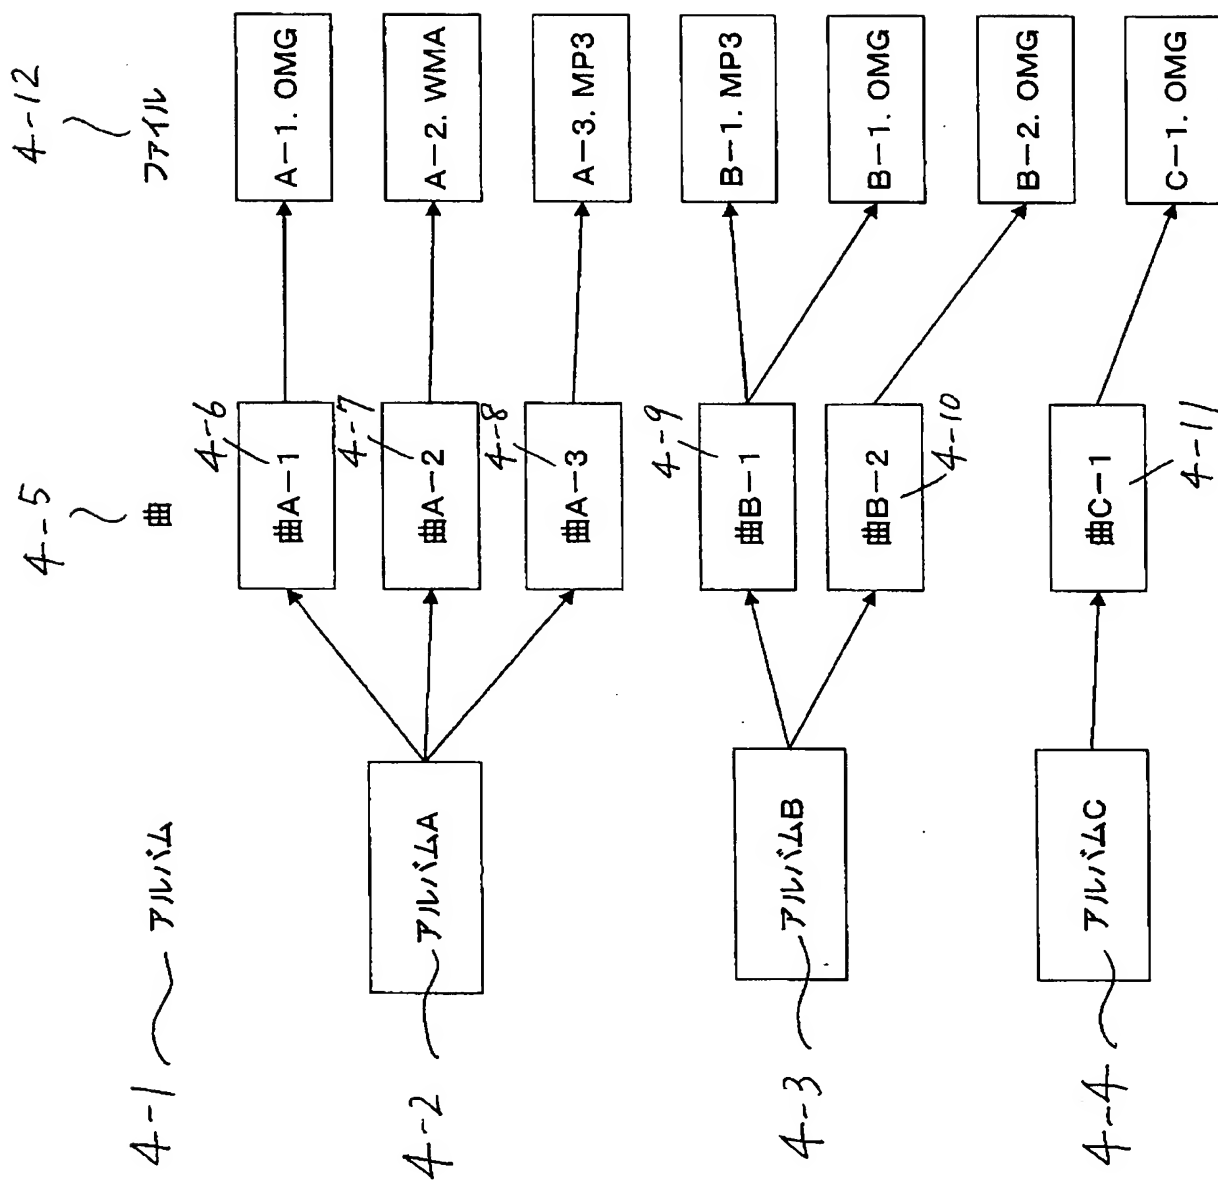 4-1 アルバム
4-5 曲
4-12 ファイル
4-2 アルバムA
4-6 曲A−1
A−1. OMG
4-7 曲A−2
A−2. WMA
4-8 曲A−3
A−3. MP3
4-3 アルバムB
4-9 曲B−1
B−1. MP3
B−1. OMG
4-10 曲B−2
B−2. OMG
4-4 アルバムC
4-11 曲C−1
C−1. OMG